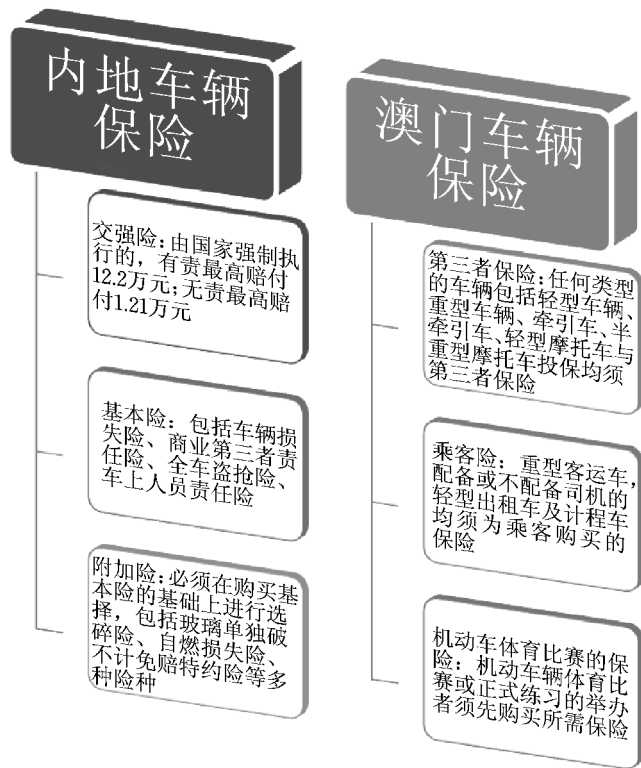 内地车辆
保险
交强险:由国家强制执
行的，有责最高赔付
12.2万元;无责最高赔
付1.21万元
基本险：包括车辆损
失险、商业第三者责
任险、全车盗抢险、
车上人员责任险
附加险:必须在购买基
本险的基础上进行选
择，包括玻璃单独破
碎险、自燃损失险、
不计免赔特约险等多
种险种
澳门车辆
保险
第三者保险:任何类型
的车辆包括轻型车辆、
重型车辆、牵引车、半
牵引车、轻型摩托车与
重型摩托车投保均须
第三者保险
乘客险：重型客运车，
配备或不配备司机的
轻型出租车及计程车
均须为乘客购买的
保险
机动车体育比赛的保
险：机动车辆体育比
赛或正式练习的举办
者须先购买所需保险